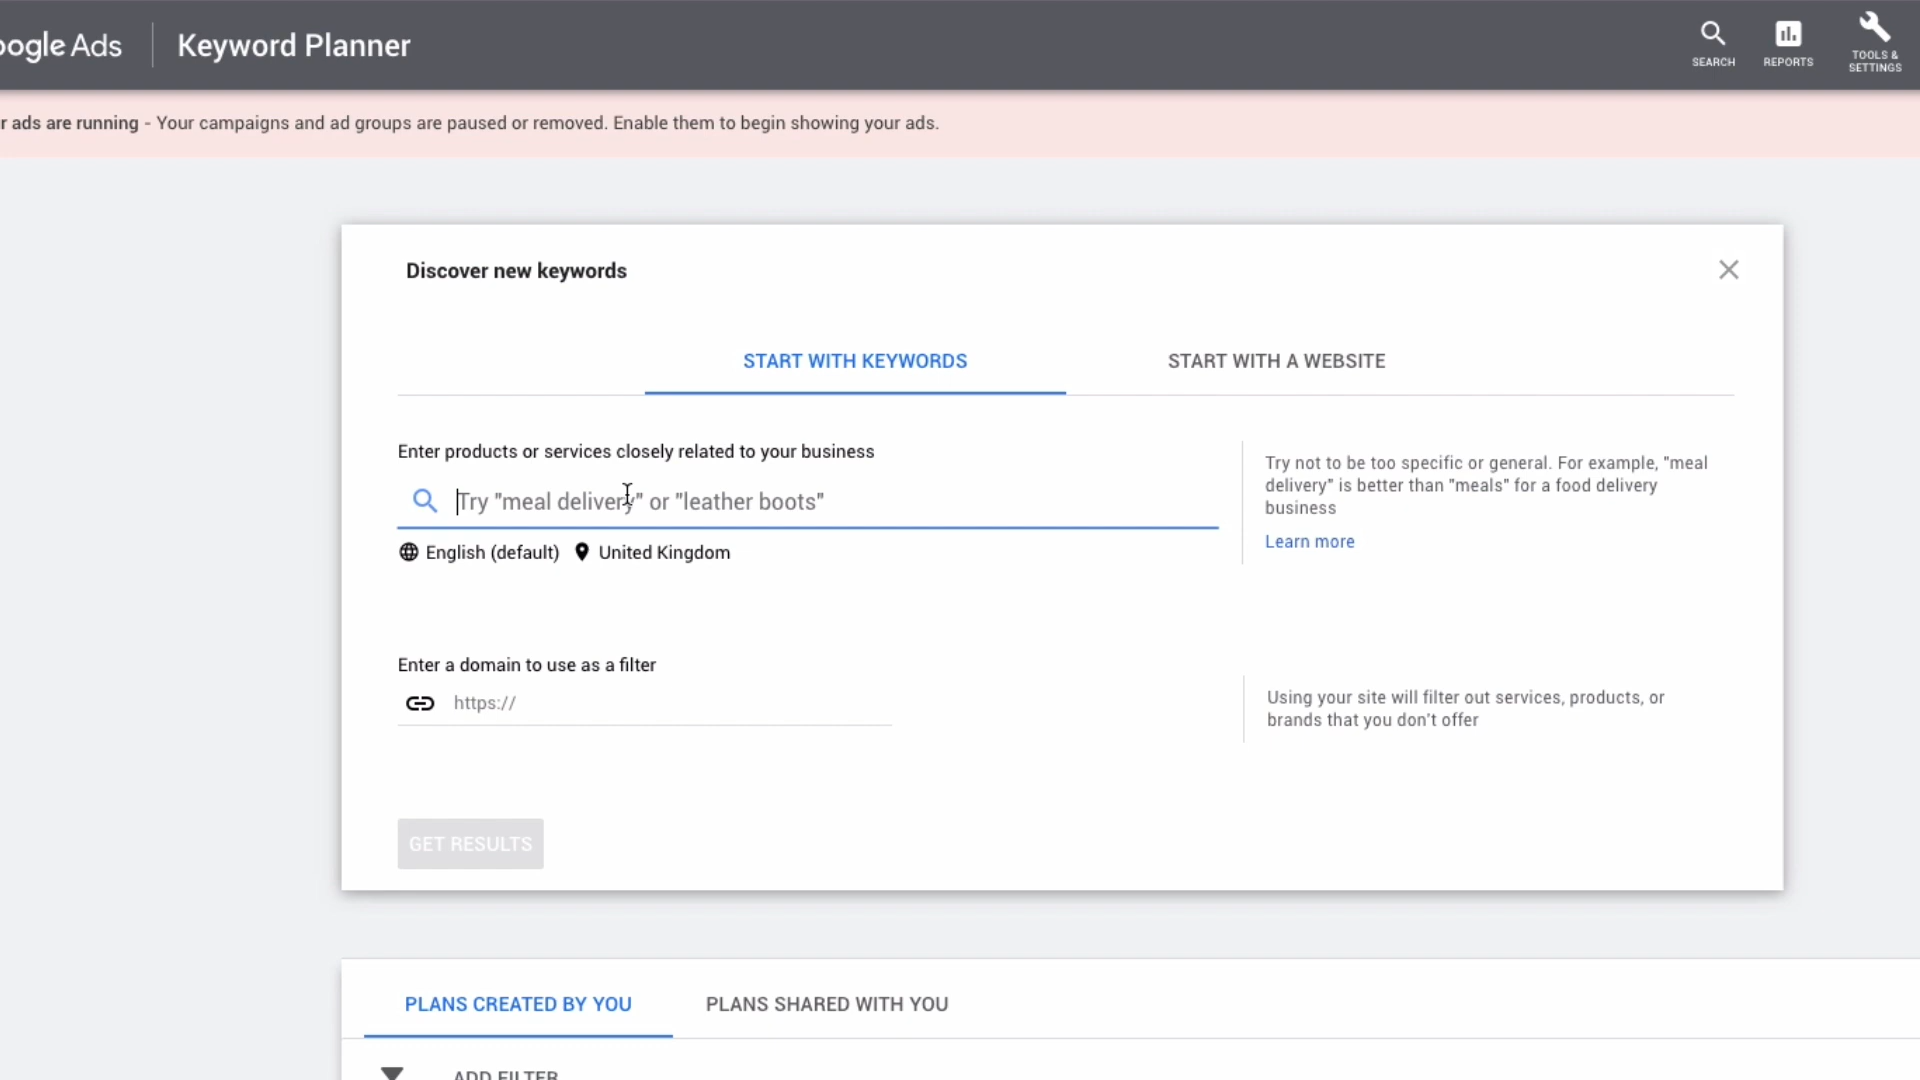 oogle Ads Keyword Planner
SEARCH REPORTS TOOLS & SETTINGS
r ads are running - Your campaigns and ad groups are paused or removed. Enable them to begin showing your ads.
Discover new keywords
START WITH KEYWORDS START WITH A WEBSITE
Enter products or services closely related to your business
Try "meal delivery" or "leather boots"
English (default) United Kingdom
Try not to be too specific or general. For example, "meal
delivery" is better than "meals" for a food delivery
business
Learn more
Enter a domain to use as a filter
https://
Using your site will filter out services, products, or
brands that you don't offer
GET RESULTS
PLANS CREATED BY YOU PLANS SHARED WITH YOU
ADD FILTER